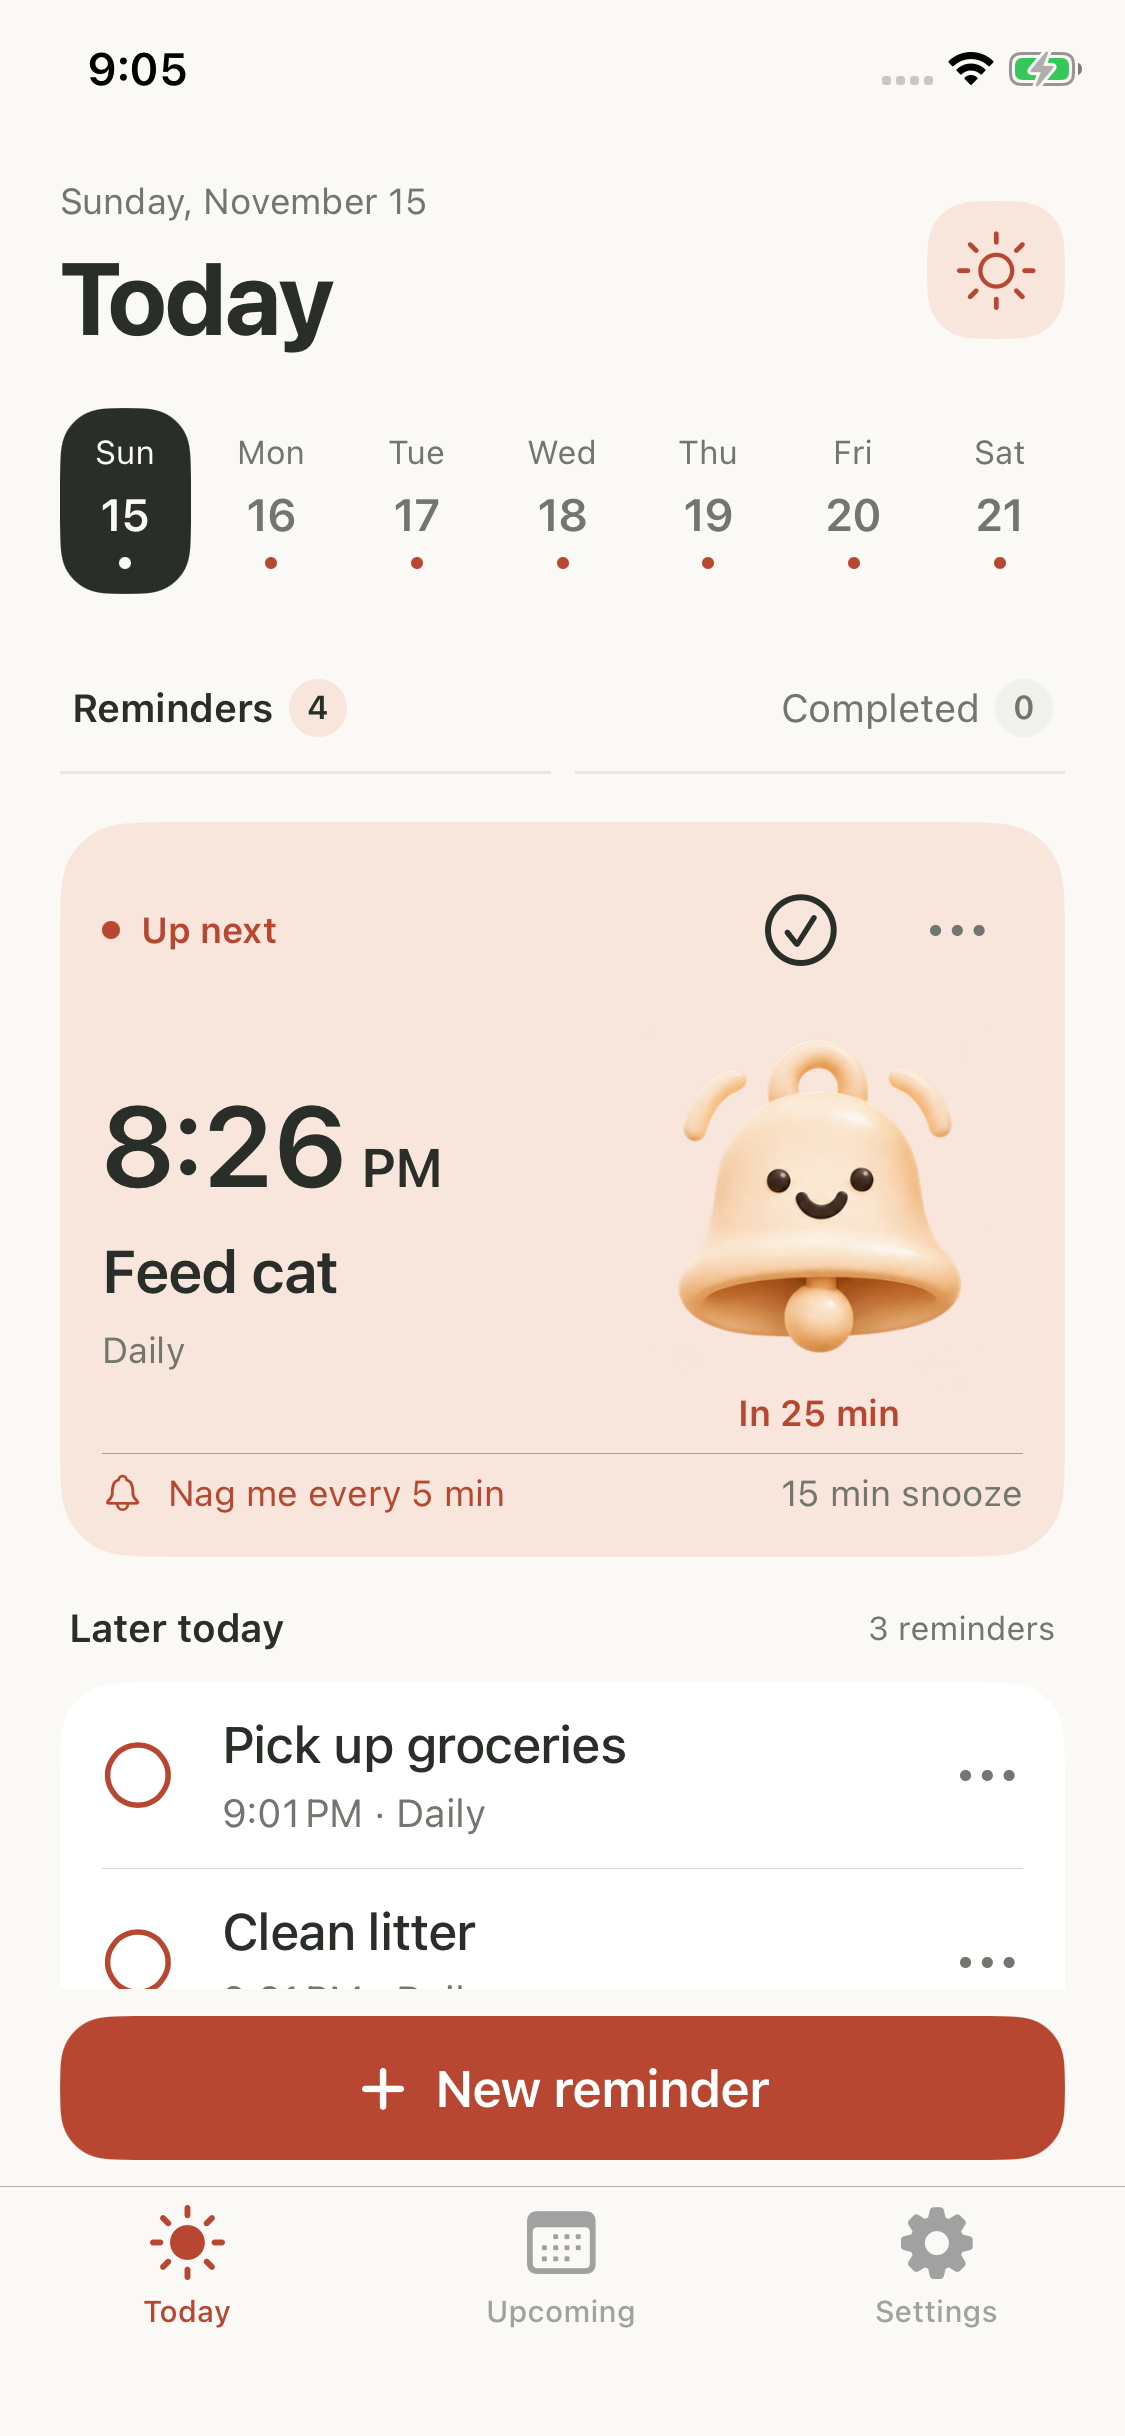 9:05
Sunday, November 15
Today
Sun Mon Tue Wed Thu Fri Sat
15 16 17 18 19 20 21
Reminders 4
Completed 0
Up next
8:26 PM
Feed cat
Daily
In 25 min
Nag me every 5 min
15 min snooze
Later today
3 reminders
Pick up groceries
9:01 PM · Daily
Clean litter
New reminder
Today
Upcoming
Settings